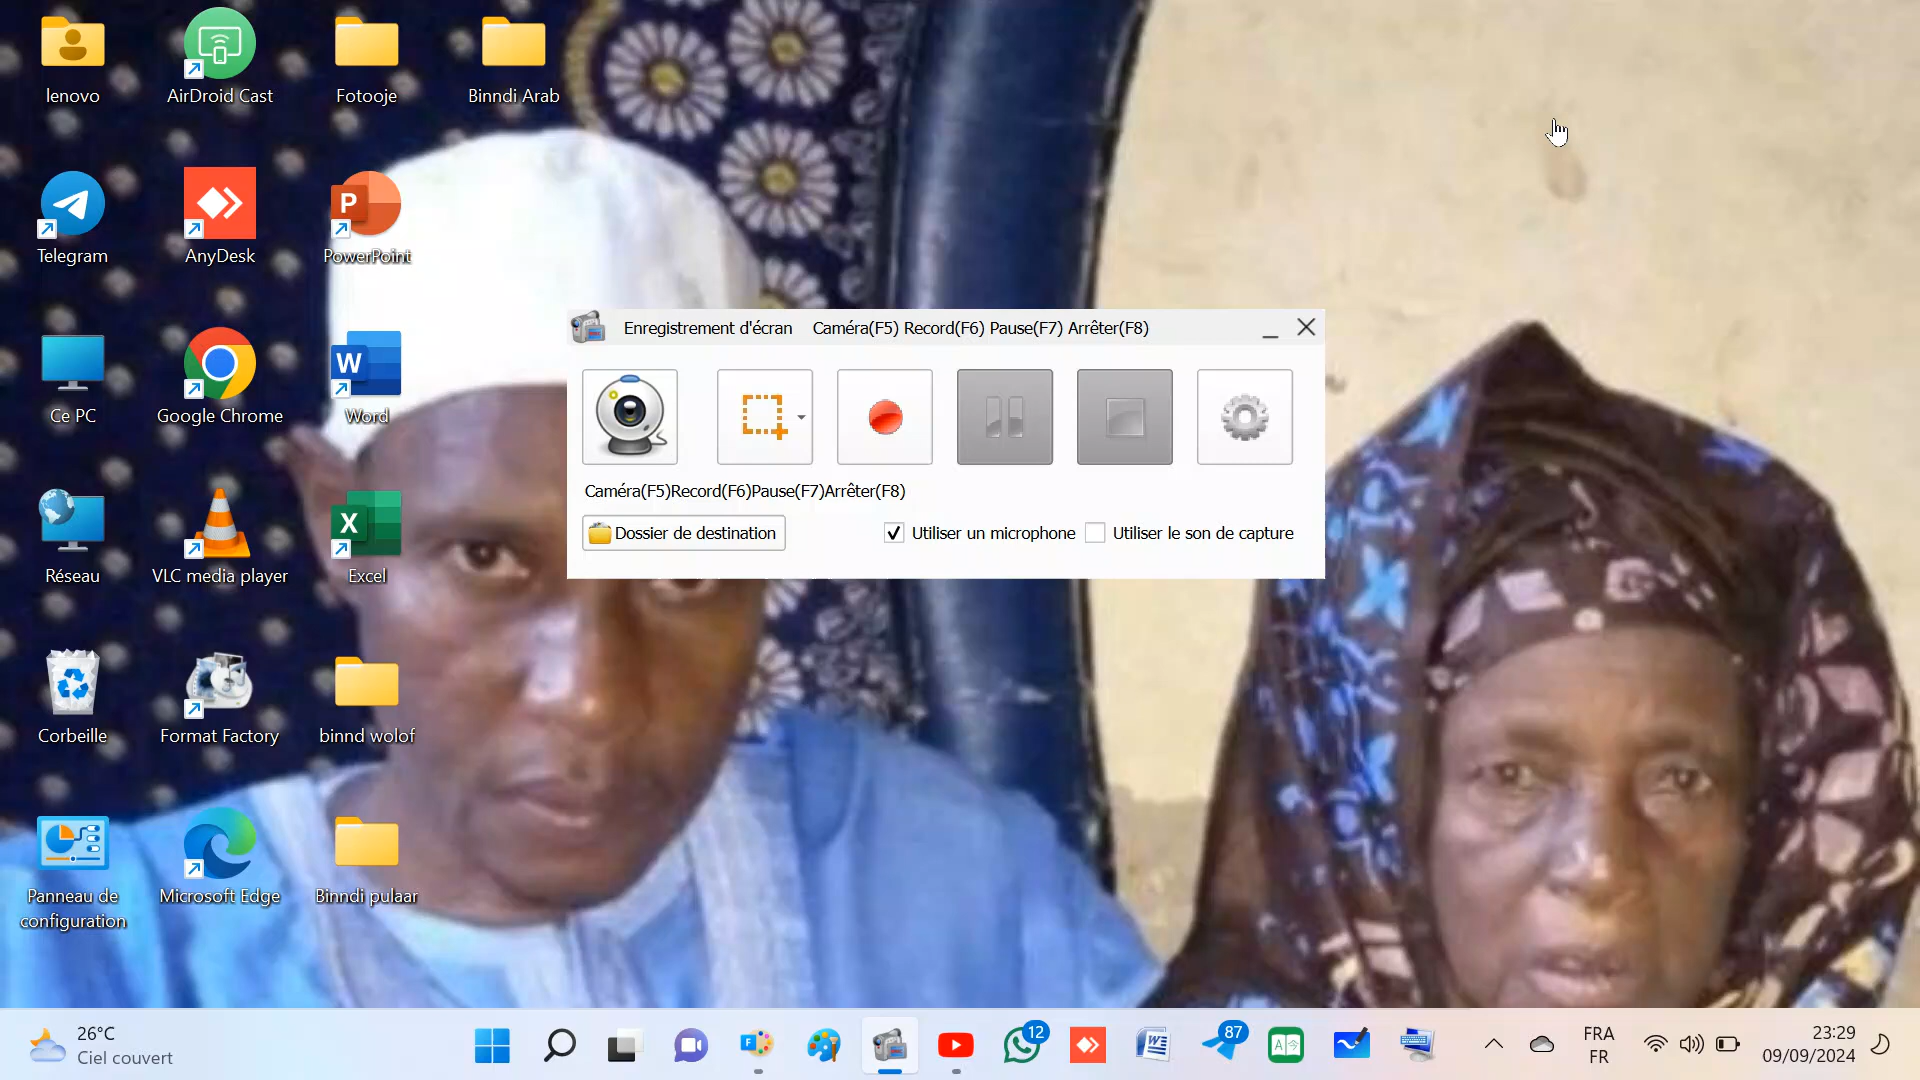 lenovo
AirDroid Cast
Fotooje
Binndi Arab
Telegram
AnyDesk
PowerPoint
Ce PC
Google Chrome
Word
Réseau
VLC media player
Excel
Corbeille
Format Factory
binnd wolof
Panneau de
configuration
Microsoft Edge
Binndi pulaar
Enregistrement d'écran Caméra(F5) Record(F6) Pause(F7) Arrêter(F8)
Caméra(F5)Record(F6)Pause(F7)Arrêter(F8)
Dossier de destination
Utiliser un microphone
Utiliser le son de capture
26°C
Ciel couvert
12
87
FRA
FR
23:29
09/09/2024